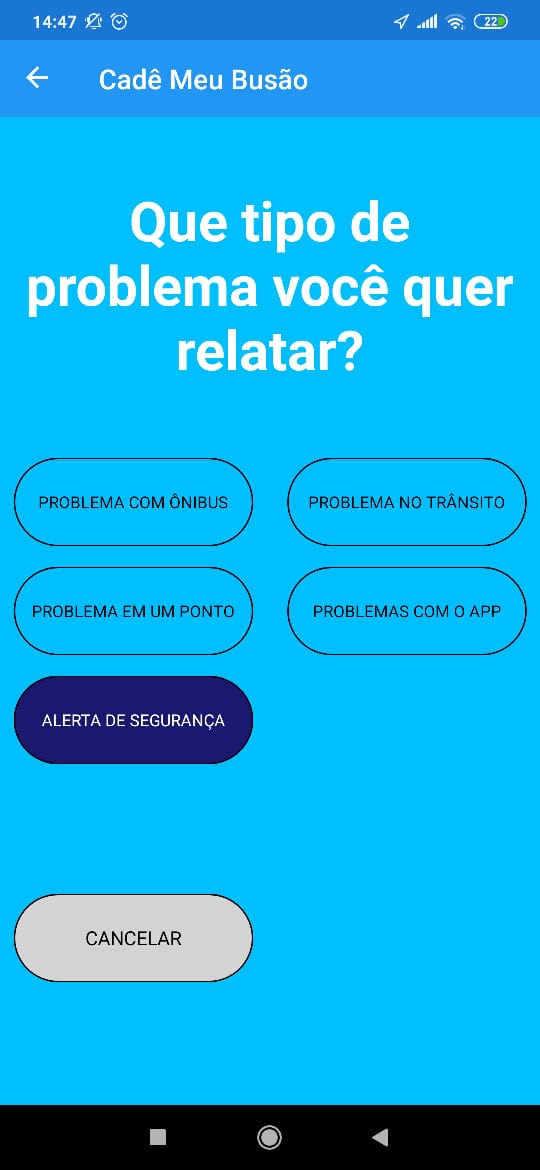 14:47
22
Cadê Meu Busão
Que tipo de
problema você quer
relatar?
PROBLEMA COM ÔNIBUS
PROBLEMA NO TRÂNSITO
PROBLEMA EM UM PONTO
PROBLEMAS COM O APP
ALERTA DE SEGURANÇA
CANCELAR